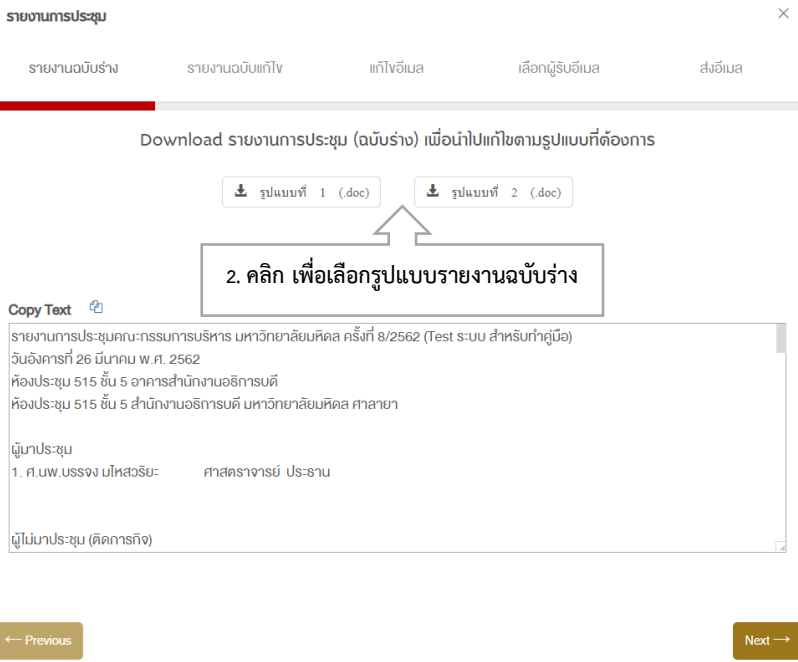 รายงานการประชุม
รายงานฉบับร่าง รายงานฉบับแก้ไข แก้ไขอีเมล เลือกผู้รับอีเมล ส่งอีเมล
Download รายงานการประชุม (ฉบับร่าง) เพื่อนำไปแก้ไขตามรูปแบบที่ต้องการ
รูปแบบที่ 1 (.doc) รูปแบบที่ 2 (.doc)
2. คลิก เพื่อเลือกรูปแบบรายงานฉบับร่าง
Copy Text
รายงานการประชุมคณะกรรมการบริหาร มหาวิทยาลัยมหิดล ครั้งที่ 8/2562 (Test ระบบ สำหรับทำคู่มือ)
วันอังคารที่ 26 มีนาคม พ.ศ. 2562
ห้องประชุม 515 ชั้น 5 อาคารสำนักงานอธิการบดี
ห้องประชุม 515 ชั้น 5 สำนักงานอธิการบดี มหาวิทยาลัยมหิดล ศาลายา
ผู้มาประชุม
1. ศ.นพ.บรรจง มไหสวริยะ ศาสตราจารย์ ประธาน
ผู้ไม่มาประชุม (ติดภารกิจ)
← Previous Next →